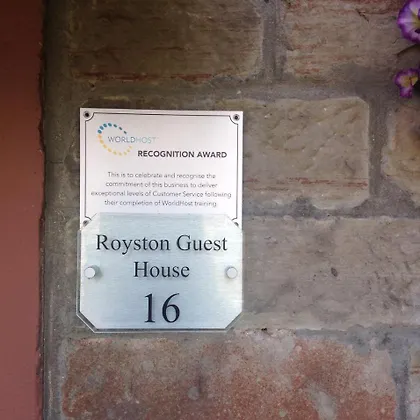 WORLDHOST
RECOGNITION AWARD
This is to celebrate and recognise the
commitment of this business to deliver
exceptional levels of Customer Service following
their completion of WorldHost training.
Royston Guest
House
16